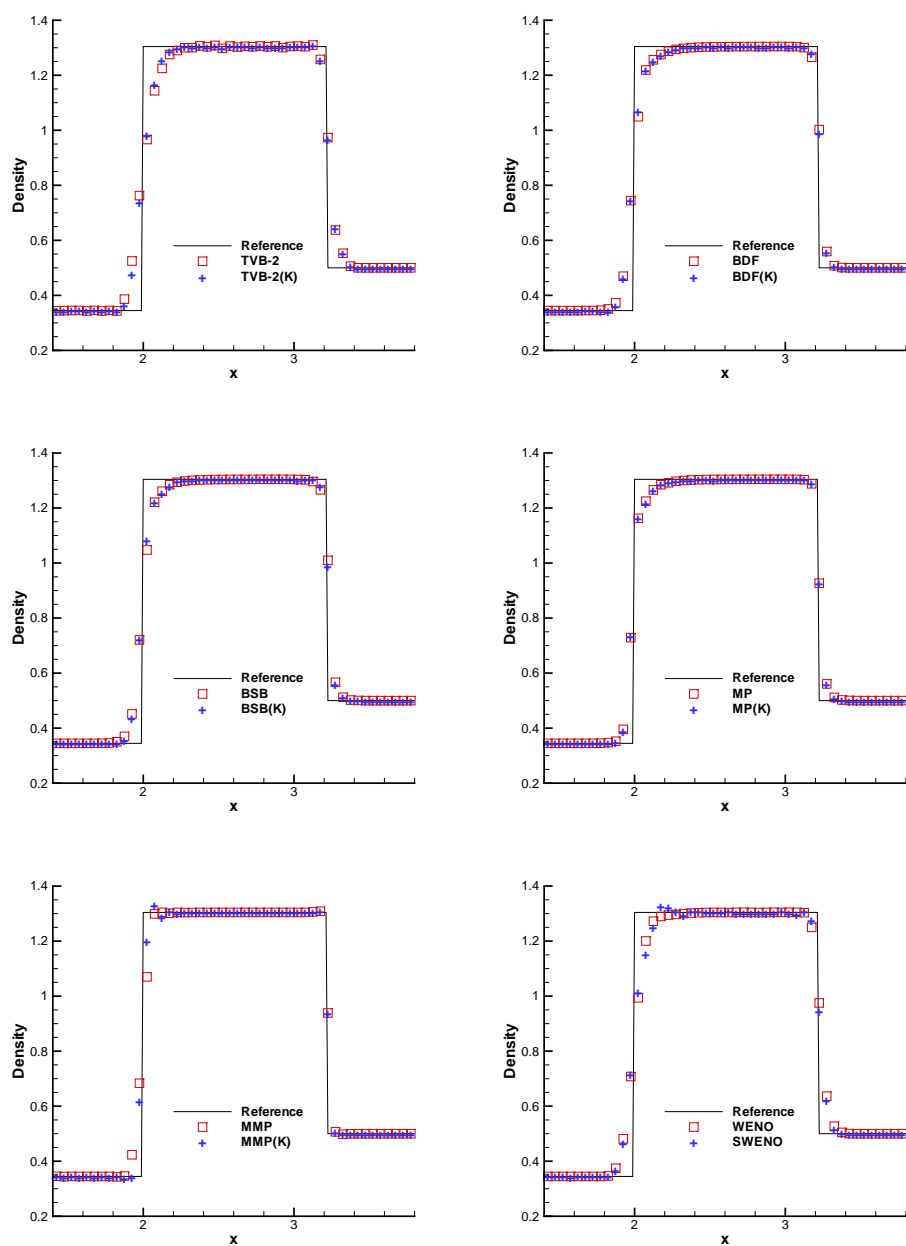 1.4
1.2
1
0.8
0.6
0.4
0.2
Density
2
3
x
Reference
TVB-2
TVB-2(K)
1.4
1.2
1
0.8
0.6
0.4
0.2
Density
2
3
x
Reference
BDF
BDF(K)
1.4
1.2
1
0.8
0.6
0.4
0.2
Density
2
3
x
Reference
BSB
BSB(K)
1.4
1.2
1
0.8
0.6
0.4
0.2
Density
2
3
x
Reference
MP
MP(K)
1.4
1.2
1
0.8
0.6
0.4
0.2
Density
2
3
x
Reference
MMP
MMP(K)
1.4
1.2
1
0.8
0.6
0.4
0.2
Density
2
3
x
Reference
WENO
SWENO